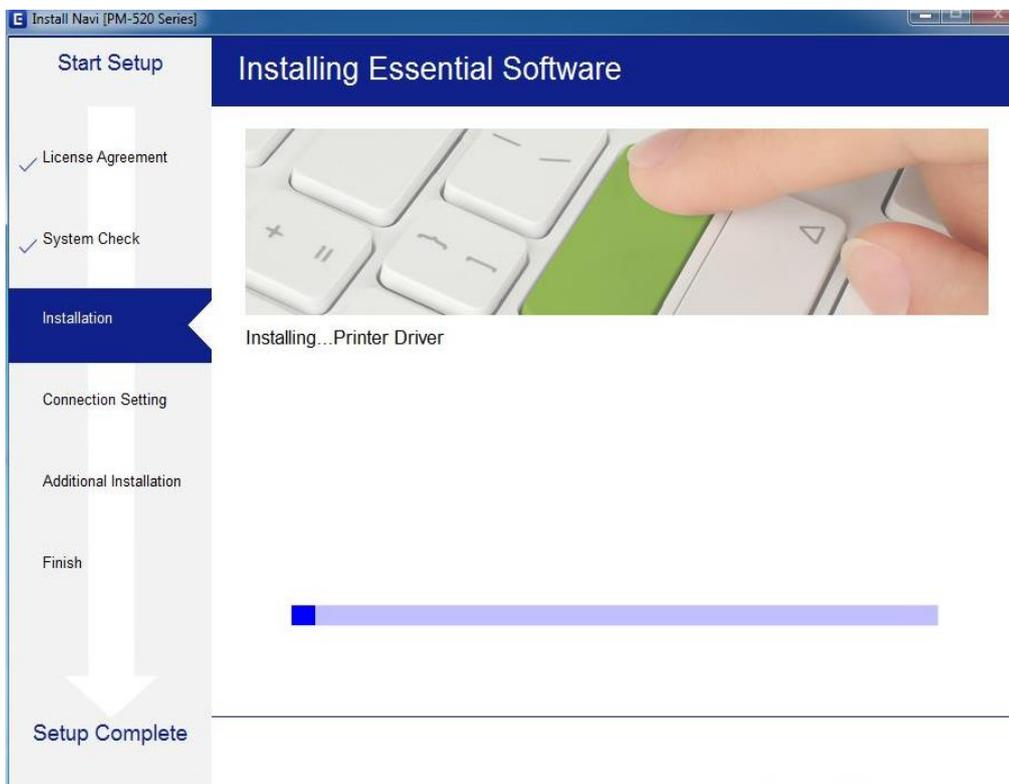 E Install Navi [PM-520 Series]
Start Setup
Installing Essential Software
License Agreement
System Check
Installation
Installing...Printer Driver
Connection Setting
Additional Installation
Finish
Setup Complete